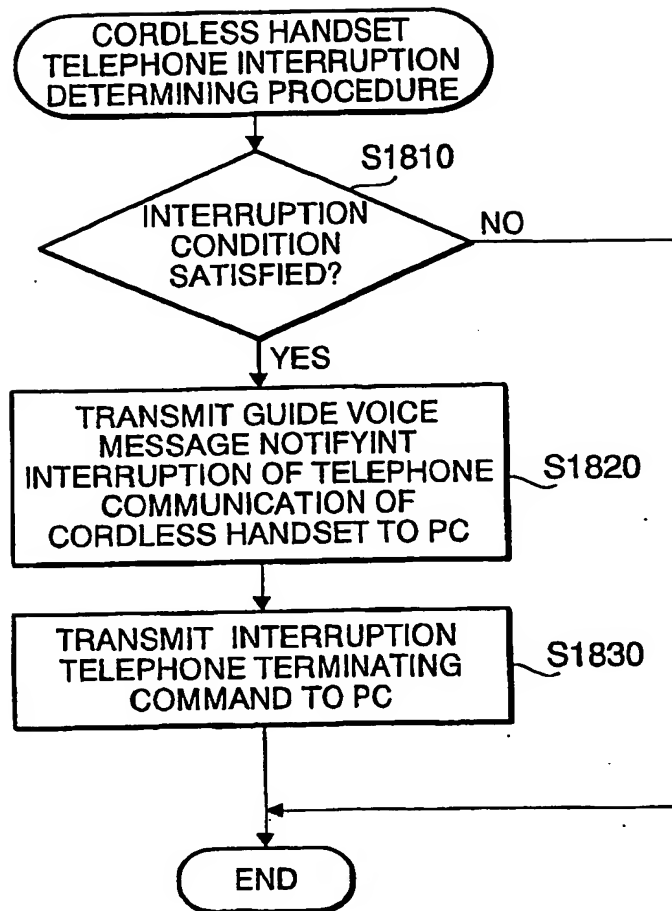 CORDLESS HANDSET
TELEPHONE INTERRUPTION
DETERMINING PROCEDURE
S1810
INTERRUPTION
CONDITION
SATISFIED?
NO
YES
TRANSMIT GUIDE VOICE
MESSAGE NOTIFYINT
INTERRUPTION OF TELEPHONE
COMMUNICATION OF
CORDLESS HANDSET TO PC
S1820
TRANSMIT INTERRUPTION
TELEPHONE TERMINATING
COMMAND TO PC
S1830
END